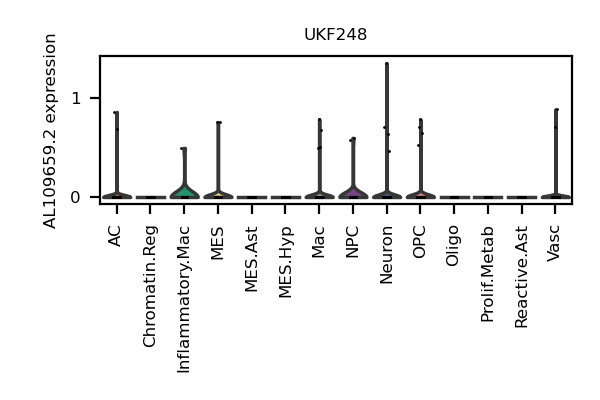 UKF248
AL109659.2 expression
1
0
AC
Chromatin.Reg
Inflammatory.Mac
MES
MES.Ast
MES.Hyp
Mac
NPC
Neuron
OPC
Oligo
Prolif.Metab
Reactive.Ast
Vasc